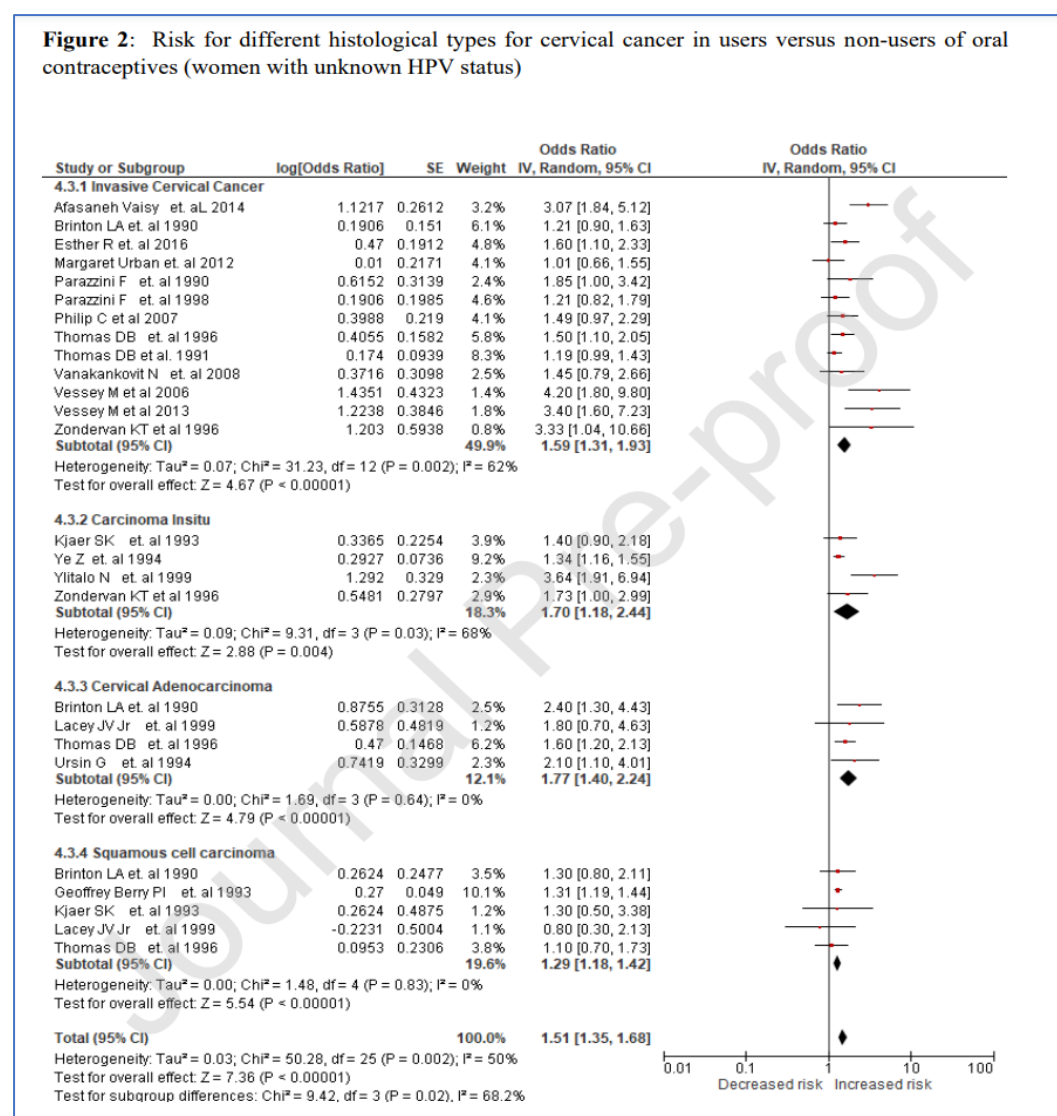 Figure 2: Risk for different histological types for cervical cancer in users versus non-users of oral
contraceptives (women with unknown HPV status)
Odds Ratio Odds Ratio
Study or Subgroup log[Odds Ratio] SE Weight IV, Random, 95% CI IV, Random, 95% CI
4.3.1 Invasive Cervical Cancer
Afasaneh Vaisy et. aL 2014 1.1217 0.2612 3.2% 3.07 [1.84, 5.12]
Brinton LA et. al 1990 0.1906 0.151 6.1% 1.21 [0.90, 1.63]
Esther R et. al 2016 0.47 0.1912 4.8% 1.60 [1.10, 2.33]
Margaret Urban et. al 2012 0.01 0.2171 4.1% 1.01 [0.66, 1.55]
Parazzini F et. al 1990 0.6152 0.3139 2.4% 1.85 [1.00, 3.42]
Parazzini F et. al 1998 0.1906 0.1985 4.6% 1.21 [0.82, 1.79]
Philip C et al 2007 0.3988 0.219 4.1% 1.49 [0.97, 2.29]
Thomas DB et. al 1996 0.4055 0.1582 5.8% 1.50 [1.10, 2.05]
Thomas DB et al. 1991 0.174 0.0939 8.3% 1.19 [0.99, 1.43]
Vanakankovit N et. al 2008 0.3716 0.3098 2.5% 1.45 [0.79, 2.66]
Vessey M et al 2006 1.4351 0.4323 1.4% 4.20 [1.80, 9.80]
Vessey M et al 2013 1.2238 0.3846 1.8% 3.40 [1.60, 7.23]
Zondervan KT et al 1996 1.203 0.5938 0.8% 3.33 [1.04, 10.66]
Subtotal (95% CI) 49.9% 1.59 [1.31, 1.93]
Heterogeneity: Tau² = 0.07; Chi² = 31.23, df = 12 (P = 0.002); I² = 62%
Test for overall effect: Z = 4.67 (P < 0.00001)
4.3.2 Carcinoma Insitu
Kjaer SK et. al 1993 0.3365 0.2254 3.9% 1.40 [0.90, 2.18]
Ye Z et. al 1994 0.2927 0.0736 9.2% 1.34 [1.16, 1.55]
Ylitalo N et. al 1999 1.292 0.329 2.3% 3.64 [1.91, 6.94]
Zondervan KT et al 1996 0.5481 0.2797 2.9% 1.73 [1.00, 2.99]
Subtotal (95% CI) 18.3% 1.70 [1.18, 2.44]
Heterogeneity: Tau² = 0.09; Chi² = 9.31, df = 3 (P = 0.03); I² = 68%
Test for overall effect: Z = 2.88 (P = 0.004)
4.3.3 Cervical Adenocarcinoma
Brinton LA et. al 1990 0.8755 0.3128 2.5% 2.40 [1.30, 4.43]
Lacey JV Jr et. al 1999 0.5878 0.4819 1.2% 1.80 [0.70, 4.63]
Thomas DB et. al 1996 0.47 0.1468 6.2% 1.60 [1.20, 2.13]
Ursin G et. al 1994 0.7419 0.3299 2.3% 2.10 [1.10, 4.01]
Subtotal (95% CI) 12.1% 1.77 [1.40, 2.24]
Heterogeneity: Tau² = 0.00; Chi² = 1.69, df = 3 (P = 0.64); I² = 0%
Test for overall effect: Z = 4.79 (P < 0.00001)
4.3.4 Squamous cell carcinoma
Brinton LA et. al 1990 0.2624 0.2477 3.5% 1.30 [0.80, 2.11]
Geoffrey Berry PI et. al 1993 0.27 0.049 10.1% 1.31 [1.19, 1.44]
Kjaer SK et. al 1993 0.2624 0.4875 1.2% 1.30 [0.50, 3.38]
Lacey JV Jr et. al 1999 -0.2231 0.5004 1.1% 0.80 [0.30, 2.13]
Thomas DB et. al 1996 0.0953 0.2306 3.8% 1.10 [0.70, 1.73]
Subtotal (95% CI) 19.6% 1.29 [1.18, 1.42]
Heterogeneity: Tau² = 0.00; Chi² = 1.48, df = 4 (P = 0.83); I² = 0%
Test for overall effect: Z = 5.54 (P < 0.00001)
Total (95% CI) 100.0% 1.51 [1.35, 1.68]
Heterogeneity: Tau² = 0.03; Chi² = 50.28, df = 25 (P = 0.002); I² = 50%
Test for overall effect: Z = 7.36 (P < 0.00001)
Test for subgroup differences: Chi² = 9.42, df = 3 (P = 0.02), I² = 68.2%
0.01 0.1 1 10 100
Decreased risk Increased risk
Journal Pre-proof